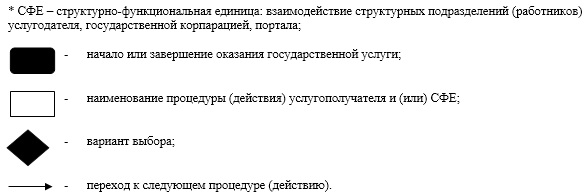 * СФЕ – структурно-функциональная единица: взаимодействие структурных подразделений (работников)
услугодателя, государственной корпарацией, портала;
- начало или завершение оказания государственной услуги;
- наименование процедуры (действия) услугополучателя и (или) СФЕ;
- вариант выбора;
- переход к следующем процедуре (действию).